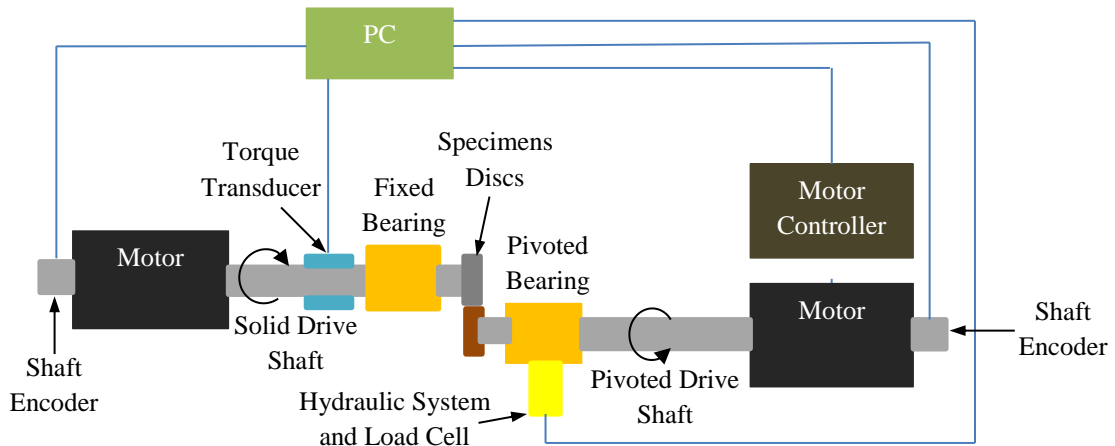 PC
Specimens
Discs
Torque
Transducer
Fixed
Bearing
Motor
Controller
Pivoted
Bearing
Motor
Motor
Solid Drive
Shaft
Shaft
Encoder
Shaft
Encoder
Pivoted Drive
Shaft
Hydraulic System
and Load Cell